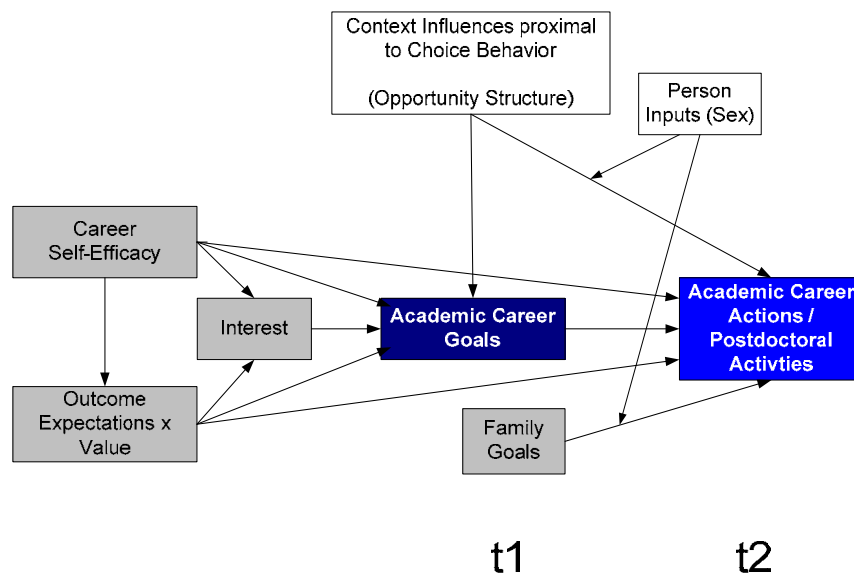 Context Influences proximal
to Choice Behavior
(Opportunity Structure)
Person
Inputs (Sex)
Career
Self-Efficacy
Interest
Academic Career
Goals
Academic Career
Actions /
Postdoctoral
Activties
Outcome
Expectations x
Value
Family
Goals
t1
t2